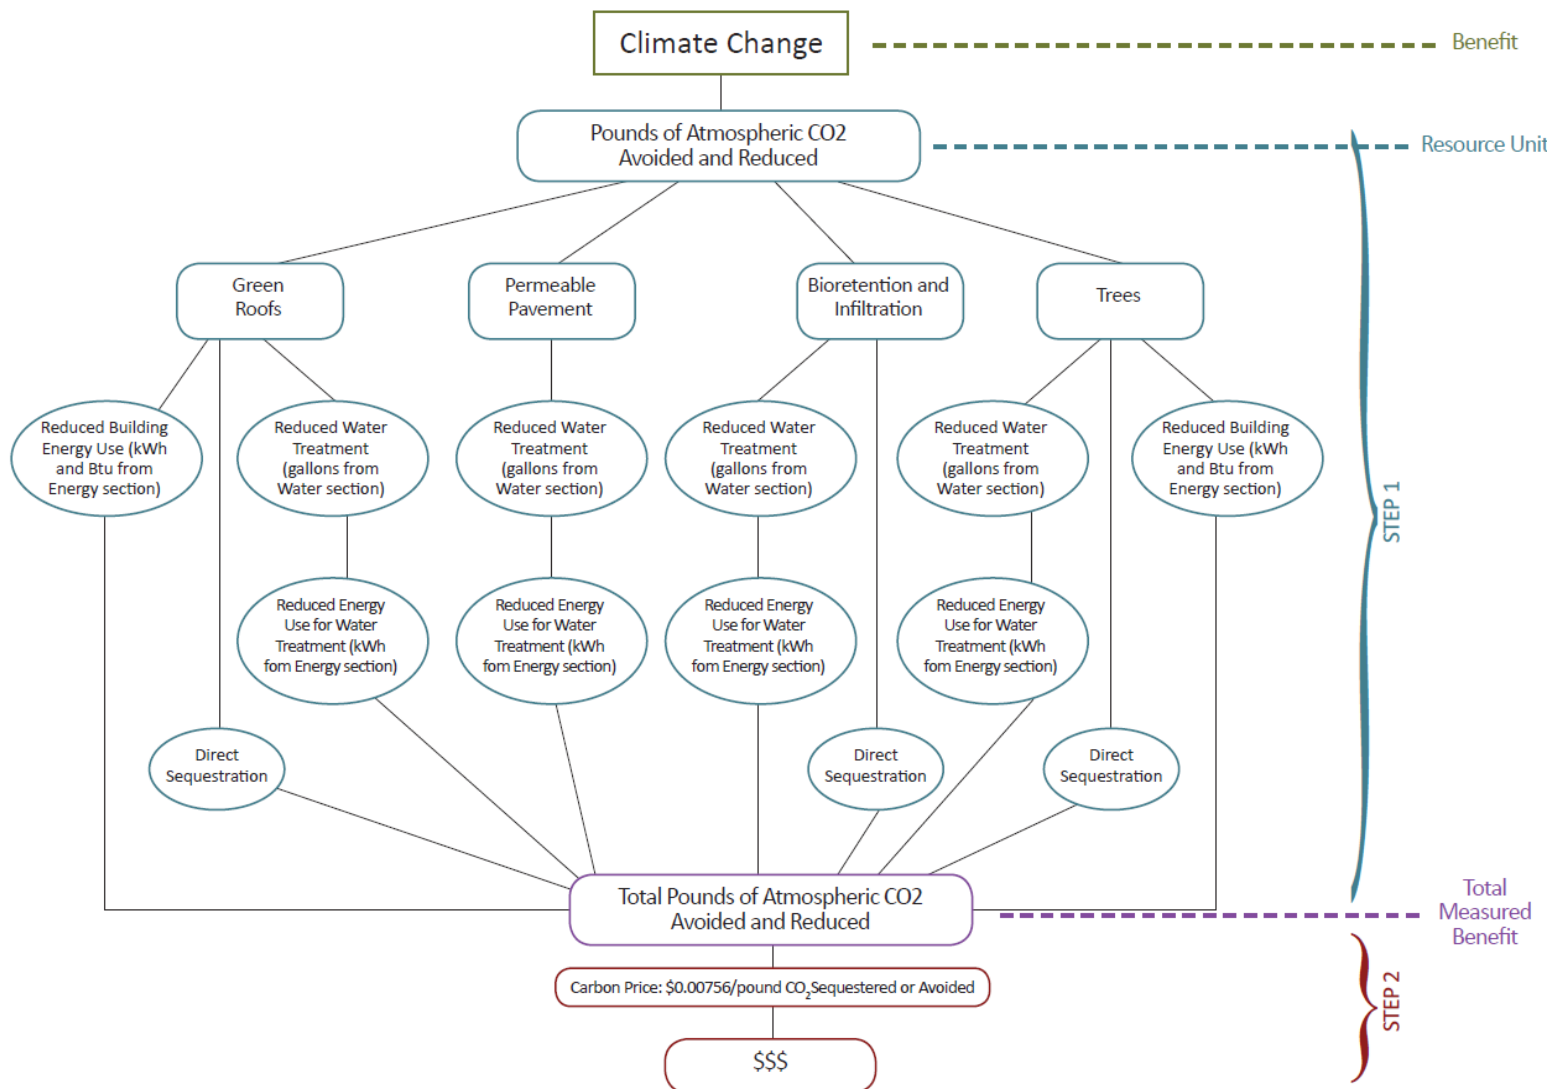 Climate Change
Benefit
Pounds of Atmospheric CO2
Avoided and Reduced
Resource Unit
Green
Roofs
Permeable
Pavement
Bioretention and
Infiltration
Trees
Reduced Building
Energy Use (kWh
and Btu from
Energy section)
Reduced Water
Treatment
(gallons from
Water section)
Reduced Water
Treatment
(gallons from
Water section)
Reduced Water
Treatment
(gallons from
Water section)
Reduced Water
Treatment
(gallons from
Water section)
Reduced Building
Energy Use (kWh
and Btu from
Energy section)
STEP 1
Reduced Energy
Use for Water
Treatment (kWh
fom Energy section)
Reduced Energy
Use for Water
Treatment (kWh
fom Energy section)
Reduced Energy
Use for Water
Treatment (kWh
fom Energy section)
Reduced Energy
Use for Water
Treatment (kWh
fom Energy section)
Direct
Sequestration
Direct
Sequestration
Direct
Sequestration
Total Pounds of Atmospheric CO2
Avoided and Reduced
Total
Measured
Benefit
Carbon Price: $0.00756/pound CO2Sequestered or Avoided
STEP 2
$$$